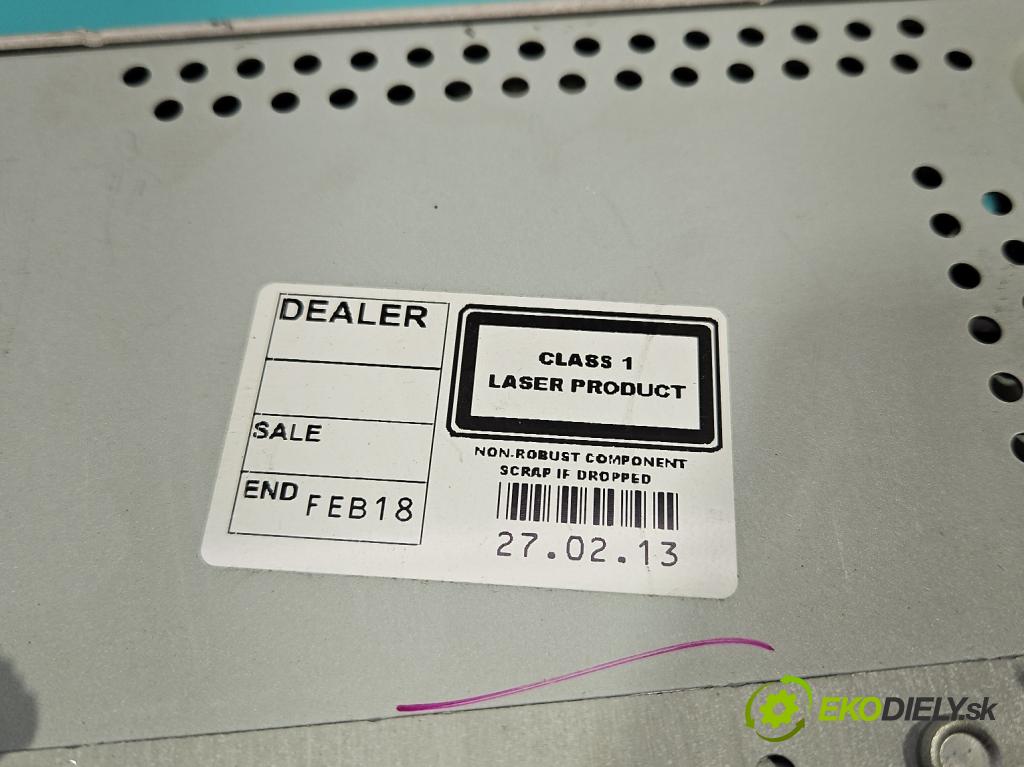 DEALER
SALE
END FEB18
CLASS 1
LASER PRODUCT
NON-ROBUST COMPONENT
SCRAP IF DROPPED
27.02.13
EKODIELY.sk